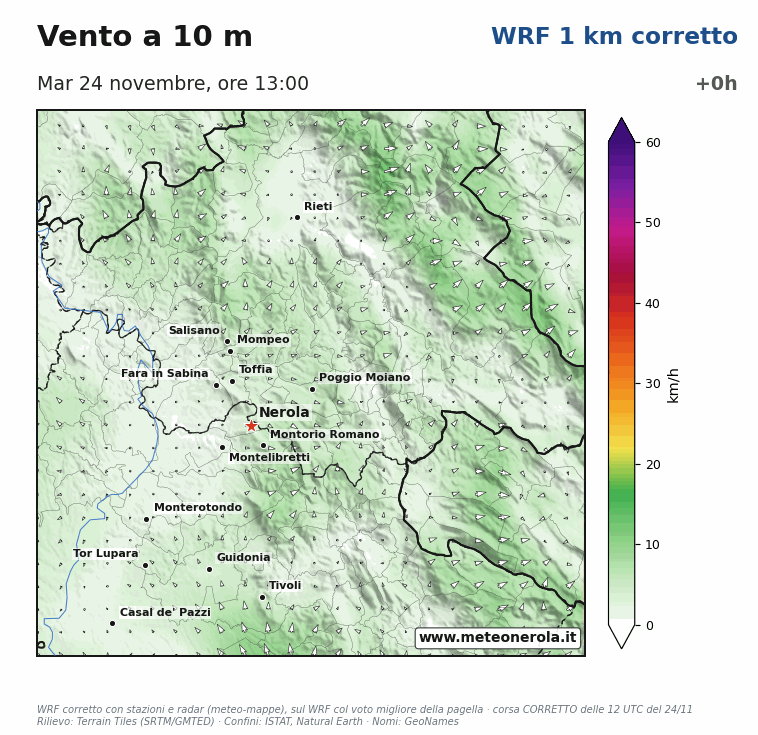 Vento a 10 m
WRF 1 km corretto
Mar 24 novembre, ore 13:00
+0h
Rieti
Salisano
Mompeo
Fara in Sabina
Toffia
Poggio Moiano
Nerola
Montorio Romano
Montelibretti
Monterotondo
Tor Lupara
Guidonia
Tivoli
Casal de' Pazzi
www.meteonerola.it
60
50
40
30
20
10
0
km/h
WRF corretto con stazioni e radar (meteo-mappe), sul WRF col voto migliore della pagella · corsa CORRETTO delle 12 UTC del 24/11
Rilievo: Terrain Tiles (SRTM/GMTED) · Confini: ISTAT, Natural Earth · Nomi: GeoNames